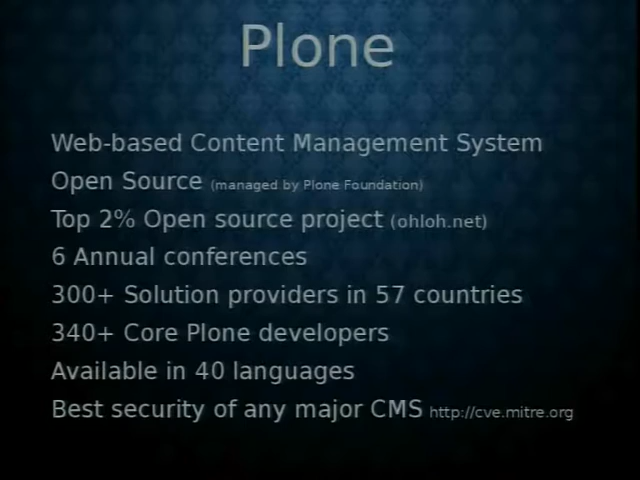 Plone
Web-based Content Management System
Open Source (managed by Plone Foundation)
Top 2% Open source project (ohloh.net)
6 Annual conferences
300+ Solution providers in 57 countries
340+ Core Plone developers
Available in 40 languages
Best security of any major CMS http://cve.mitre.org